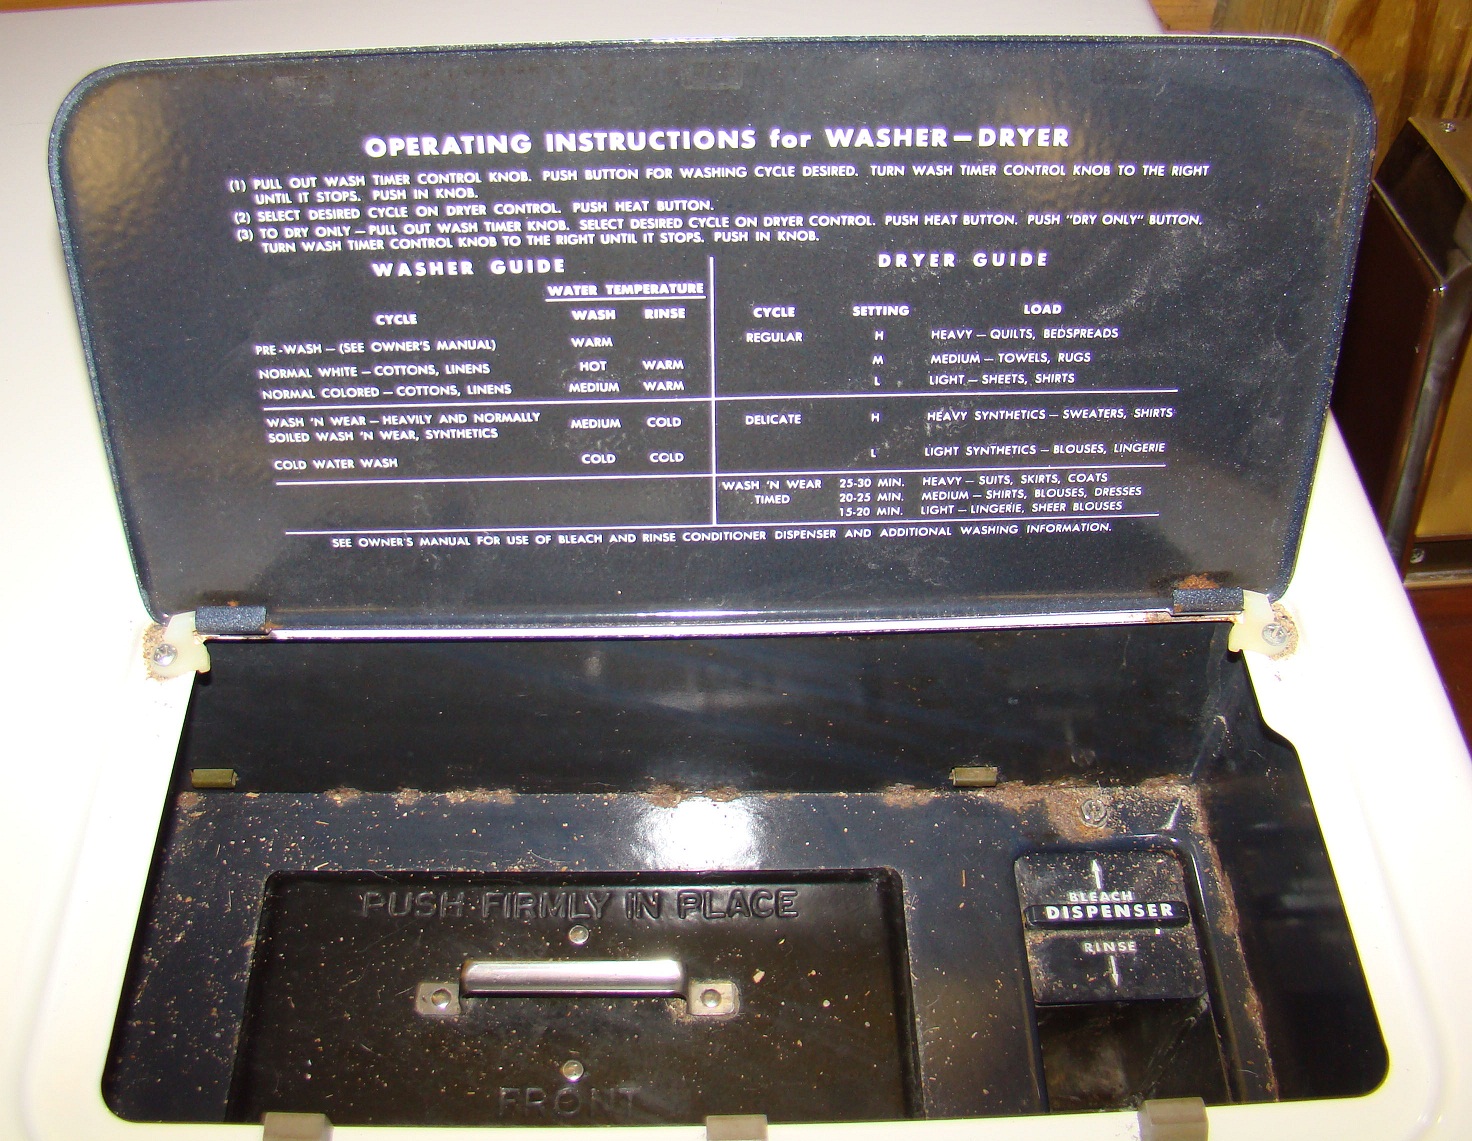 OPERATING INSTRUCTIONS for WASHER—DRYER
(1) PULL OUT WASH TIMER CONTROL KNOB. PUSH BUTTON FOR WASHING CYCLE DESIRED. TURN WASH TIMER CONTROL KNOB TO THE RIGHT
UNTIL IT STOPS. PUSH IN KNOB.
(2) SELECT DESIRED CYCLE ON DRYER CONTROL. PUSH HEAT BUTTON.
(3) TO DRY ONLY—PULL OUT WASH TIMER KNOB. SELECT DESIRED CYCLE ON DRYER CONTROL. PUSH HEAT BUTTON. PUSH "DRY ONLY" BUTTON.
TURN WASH TIMER CONTROL KNOB TO THE RIGHT UNTIL IT STOPS. PUSH IN KNOB.
WASHER GUIDE
WATER TEMPERATURE
CYCLE WASH RINSE
PRE-WASH—(SEE OWNER'S MANUAL) WARM
NORMAL WHITE—COTTONS, LINENS HOT WARM
NORMAL COLORED—COTTONS, LINENS MEDIUM WARM
WASH 'N WEAR—HEAVILY AND NORMALLY
SOILED WASH 'N WEAR, SYNTHETICS MEDIUM COLD
COLD WATER WASH COLD COLD
DRYER GUIDE
CYCLE SETTING LOAD
REGULAR H HEAVY—QUILTS, BEDSPREADS
M MEDIUM—TOWELS, RUGS
L LIGHT—SHEETS, SHIRTS
DELICATE H HEAVY SYNTHETICS—SWEATERS, SHIRTS
L LIGHT SYNTHETICS—BLOUSES, LINGERIE
WASH 'N WEAR 25-30 MIN. HEAVY—SUITS, SKIRTS, COATS
TIMED 20-25 MIN. MEDIUM—SHIRTS, BLOUSES, DRESSES
15-20 MIN. LIGHT—LINGERIE, SHEER BLOUSES
SEE OWNER'S MANUAL FOR USE OF BLEACH AND RINSE CONDITIONER DISPENSER AND ADDITIONAL WASHING INFORMATION.
PUSH FIRMLY IN PLACE
FRONT
BLEACH
DISPENSER
RINSE